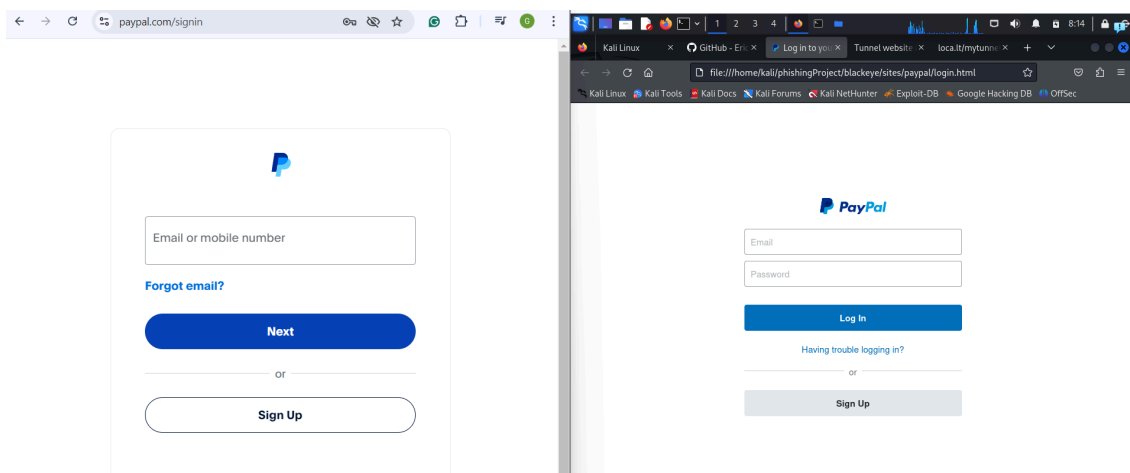 paypal.com/signin
G
Email or mobile number
Forgot email?
Next
or
Sign Up
1 2 3 4
8:14
Kali Linux
GitHub - Eric
Log in to you
Tunnel website
loca.lt/mytunne
file:///home/kali/phishingProject/blackeye/sites/paypal/login.html
Kali Linux Kali Tools Kali Docs Kali Forums Kali NetHunter Exploit-DB Google Hacking DB OffSec
PayPal
Email
Password
Log In
Having trouble logging in?
or
Sign Up